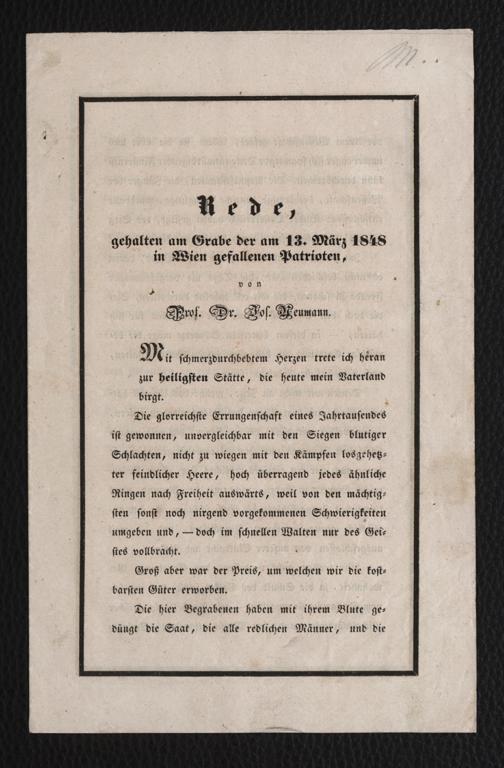 M..
Rede,
gehalten am Grabe der am 13. März 1848
in Wien gefallenen Patrioten,
von
Prof. Dr. Jos. Neumann.
Mit schmerzdurchbebtem Herzen trete ich heran
zur heiligsten Stätte, die heute mein Vaterland
birgt.
Die glorreichste Errungenschaft eines Jahrtausendes
ist gewonnen, unvergleichbar mit den Siegen blutiger
Schlachten, nicht zu wiegen mit den Kämpfen losgehetz-
ter feindlicher Heere, hoch überragend jedes ähnliche
Ringen nach Freiheit auswärts, weil von den mächtig-
sten sonst noch nirgend vorgekommenen Schwierigkeiten
umgeben und, — doch im schnellen Walten nur des Gei-
stes vollbracht.
Groß aber war der Preis, um welchen wir die kost-
barsten Güter erworben.
Die hier Begrabenen haben mit ihrem Blute ge-
düngt die Saat, die alle redlichen Männer, und die